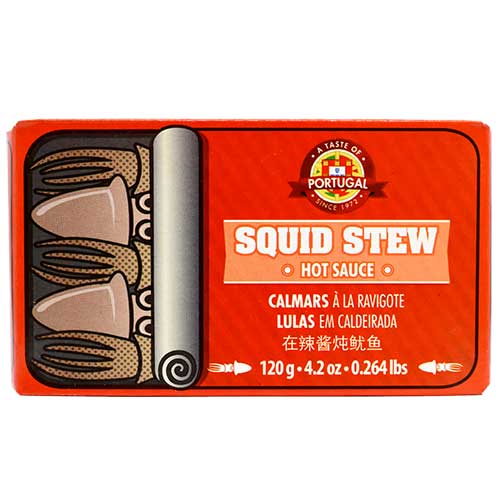 A TASTE OF
PORTUGAL
SINCE 1972
SQUID STEW
HOT SAUCE
CALMARS À LA RAVIGOTE
LULAS EM CALDEIRADA
在辣酱炖鱿鱼
120 g • 4.2 oz • 0.264 lbs